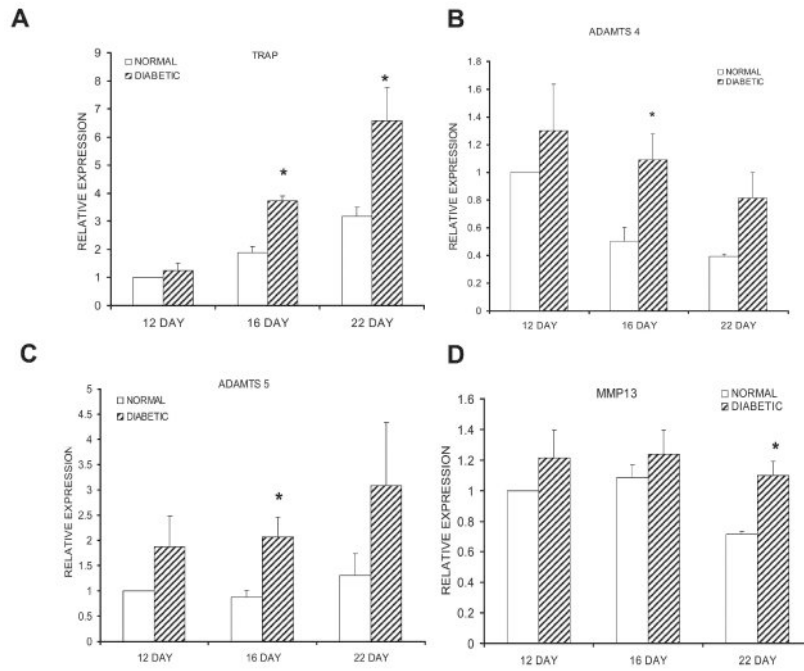 A
TRAP
NORMAL
DIABETIC
RELATIVE EXPRESSION
9
8
7
6
5
4
3
2
1
0
*
*
12 DAY 16 DAY 22 DAY
B
ADAMTS 4
NORMAL
DIABETIC
RELATIVE EXPRESSION
1.8
1.6
1.4
1.2
1
0.8
0.6
0.4
0.2
0
*
12 DAY 16 DAY 22 DAY
C
ADAMTS 5
NORMAL
DIABETIC
RELATIVE EXPRESSION
5
4.5
4
3.5
3
2.5
2
1.5
1
0.5
0
*
12 DAY 16 DAY 22 DAY
D
MMP13
NORMAL
DIABETIC
RELATIVE EXPRESSION
1.6
1.4
1.2
1
0.8
0.6
0.4
0.2
0
*
12 DAY 16 DAY 22 DAY